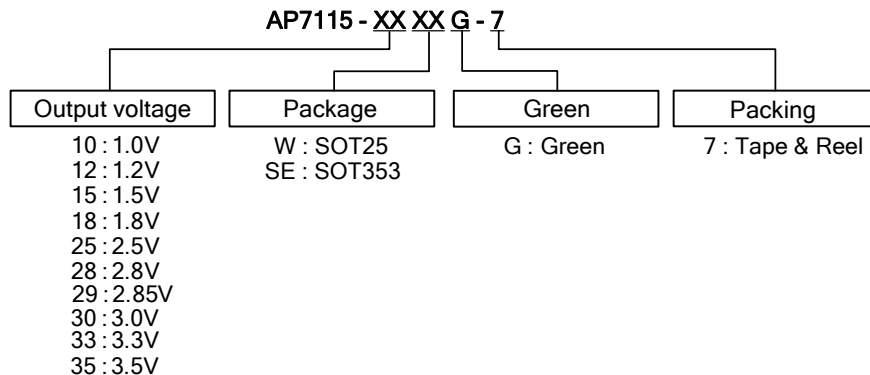 AP7115 - XX XX G - 7
Output voltage
10 : 1.0V
12 : 1.2V
15 : 1.5V
18 : 1.8V
25 : 2.5V
28 : 2.8V
29 : 2.85V
30 : 3.0V
33 : 3.3V
35 : 3.5V
Package
W : SOT25
SE : SOT353
Green
G : Green
Packing
7 : Tape & Reel